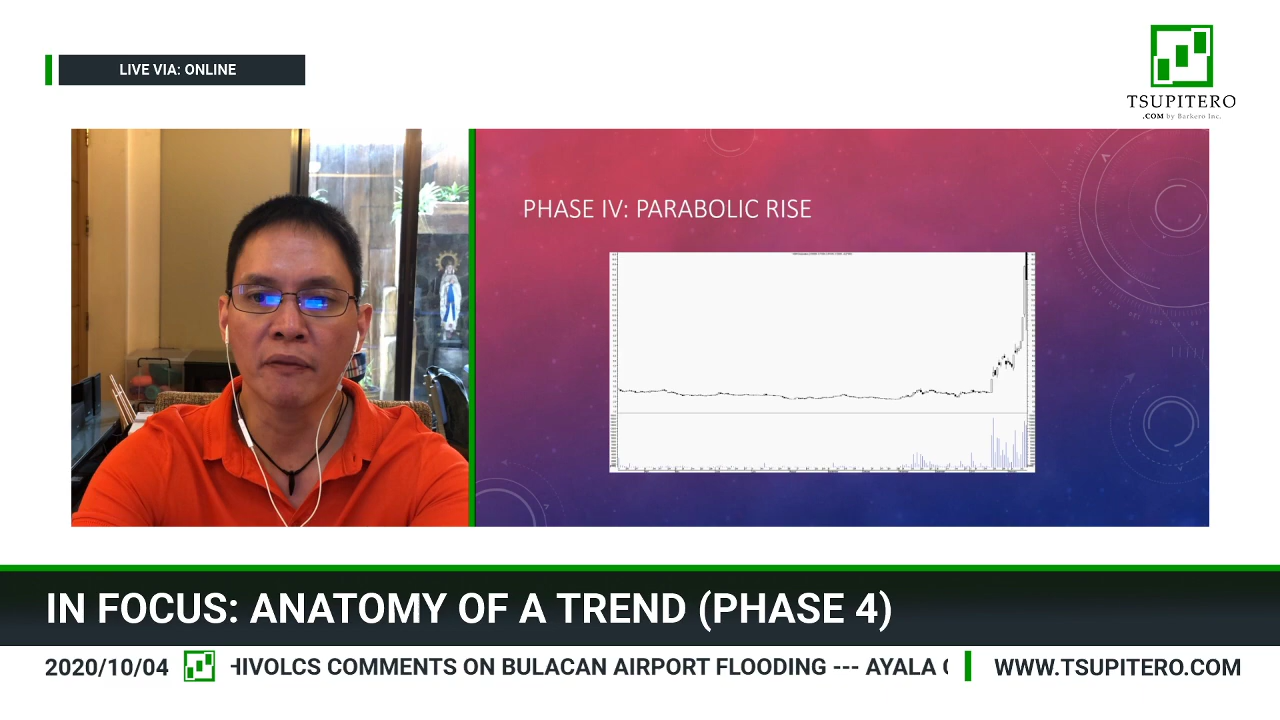 LIVE VIA: ONLINE
TSUPITERO
.COM by Barkero Inc.
PHASE IV: PARABOLIC RISE
IN FOCUS: ANATOMY OF A TREND (PHASE 4)
2020/10/04
HIVOLCS COMMENTS ON BULACAN AIRPORT FLOODING --- AYALA
WWW.TSUPITERO.COM